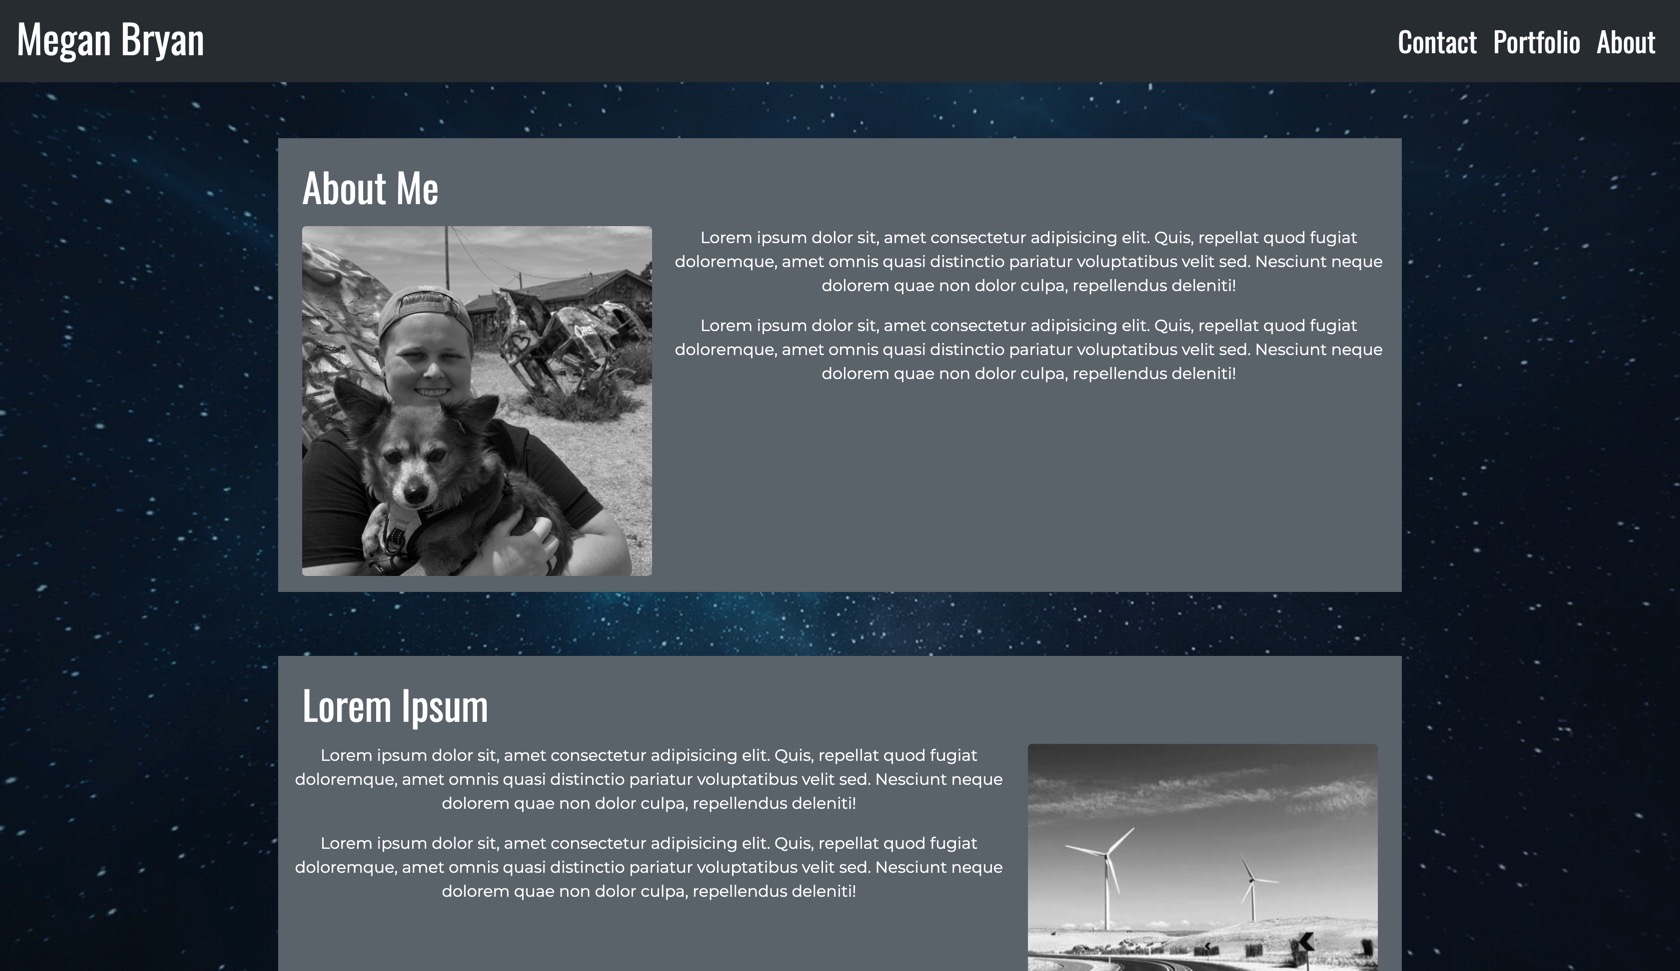 Megan Bryan
Contact Portfolio About
About Me
Lorem ipsum dolor sit, amet consectetur adipisicing elit. Quis, repellat quod fugiat
doloremque, amet omnis quasi distinctio pariatur voluptatibus velit sed. Nesciunt neque
dolorem quae non dolor culpa, repellendus deleniti!
Lorem ipsum dolor sit, amet consectetur adipisicing elit. Quis, repellat quod fugiat
doloremque, amet omnis quasi distinctio pariatur voluptatibus velit sed. Nesciunt neque
dolorem quae non dolor culpa, repellendus deleniti!
Lorem Ipsum
Lorem ipsum dolor sit, amet consectetur adipisicing elit. Quis, repellat quod fugiat
doloremque, amet omnis quasi distinctio pariatur voluptatibus velit sed. Nesciunt neque
dolorem quae non dolor culpa, repellendus deleniti!
Lorem ipsum dolor sit, amet consectetur adipisicing elit. Quis, repellat quod fugiat
doloremque, amet omnis quasi distinctio pariatur voluptatibus velit sed. Nesciunt neque
dolorem quae non dolor culpa, repellendus deleniti!